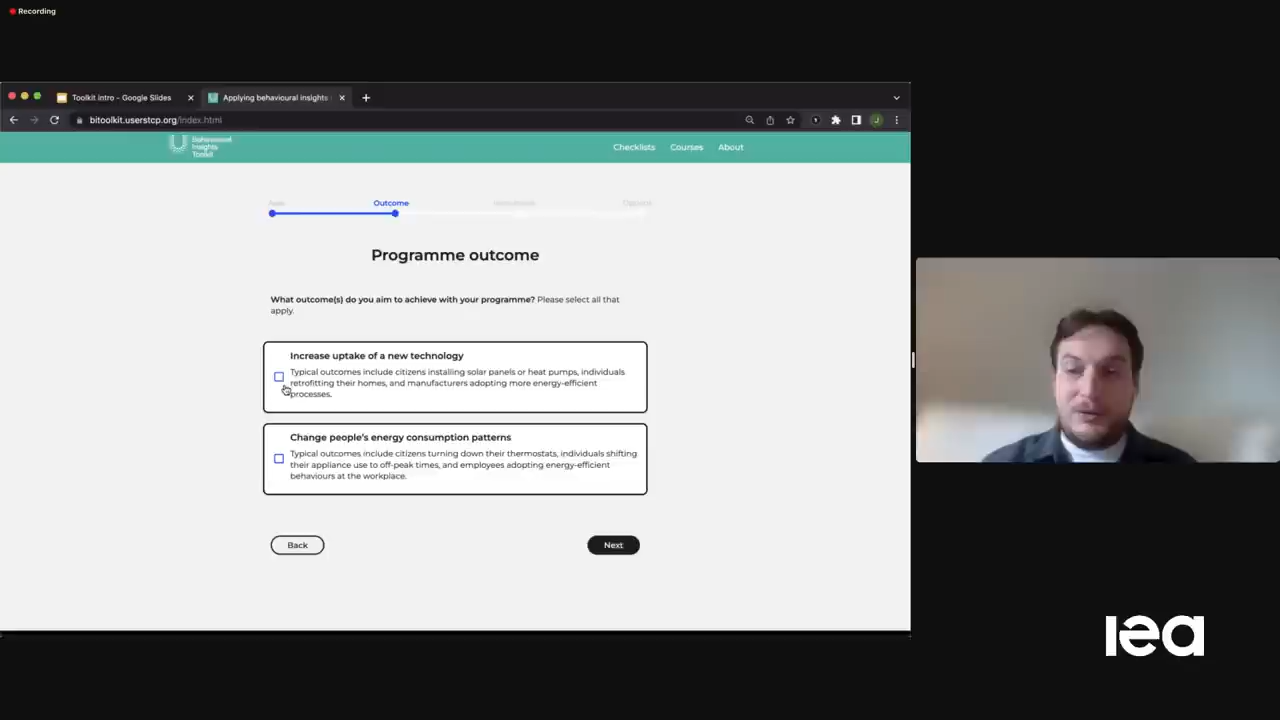 Recording
Toolkit intro - Google Slides
Applying behavioural insights
bitoolkit.userstcp.org/index.html
J
Behavioural
Insights
Toolkit
Checklists
Courses
About
Outcome
Programme outcome
What outcome(s) do you aim to achieve with your programme? Please select all that
apply.
Increase uptake of a new technology
Typical outcomes include citizens installing solar panels or heat pumps, individuals
retrofitting their homes, and manufacturers adopting more energy-efficient
processes.
Change people's energy consumption patterns
Typical outcomes include citizens turning down their thermostats, individuals shifting
their appliance use to off-peak times, and employees adopting energy-efficient
behaviours at the workplace.
Back
Next
iea